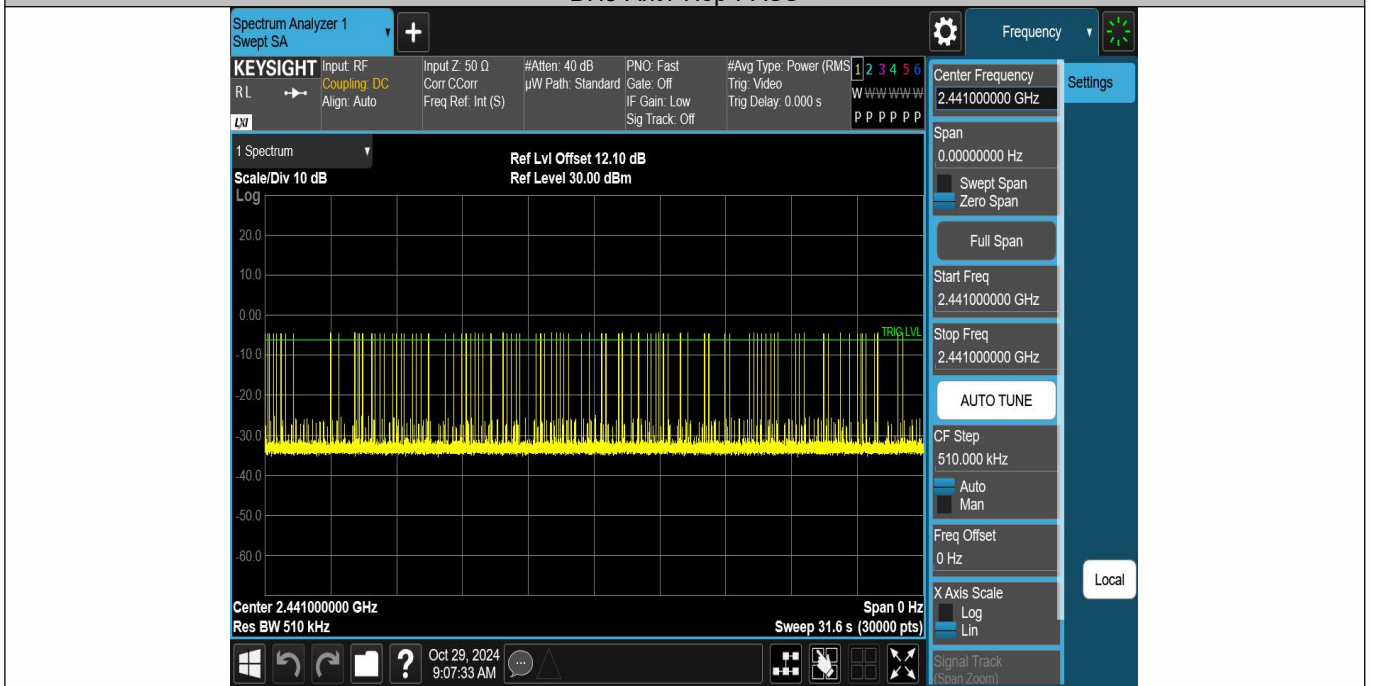 Spectrum Analyzer 1
Swept SA
Frequency
KEYSIGHT
RL
LXI
Input: RF
Coupling: DC
Align: Auto
Input Z: 50 Ω
Corr CCorr
Freq Ref: Int (S)
#Atten: 40 dB
µW Path: Standard
PNO: Fast
Gate: Off
IF Gain: Low
Sig Track: Off
#Avg Type: Power (RMS
Trig: Video
Trig Delay: 0.000 s
1 2 3 4 5 6
W W W W W W
P P P P P P
1 Spectrum
Scale/Div 10 dB
Log
Ref Lvl Offset 12.10 dB
Ref Level 30.00 dBm
20.0
10.0
0.00
-10.0
-20.0
-30.0
-40.0
-50.0
-60.0
TRIG LVL
Center 2.441000000 GHz
Res BW 510 kHz
Span 0 Hz
Sweep 31.6 s (30000 pts)
Oct 29, 2024
9:07:33 AM
Center Frequency
2.441000000 GHz
Settings
Span
0.00000000 Hz
Swept Span
Zero Span
Full Span
Start Freq
2.441000000 GHz
Stop Freq
2.441000000 GHz
AUTO TUNE
CF Step
510.000 kHz
Auto
Man
Freq Offset
0 Hz
X Axis Scale
Log
Lin
Local
Signal Track
(Span Zoom)